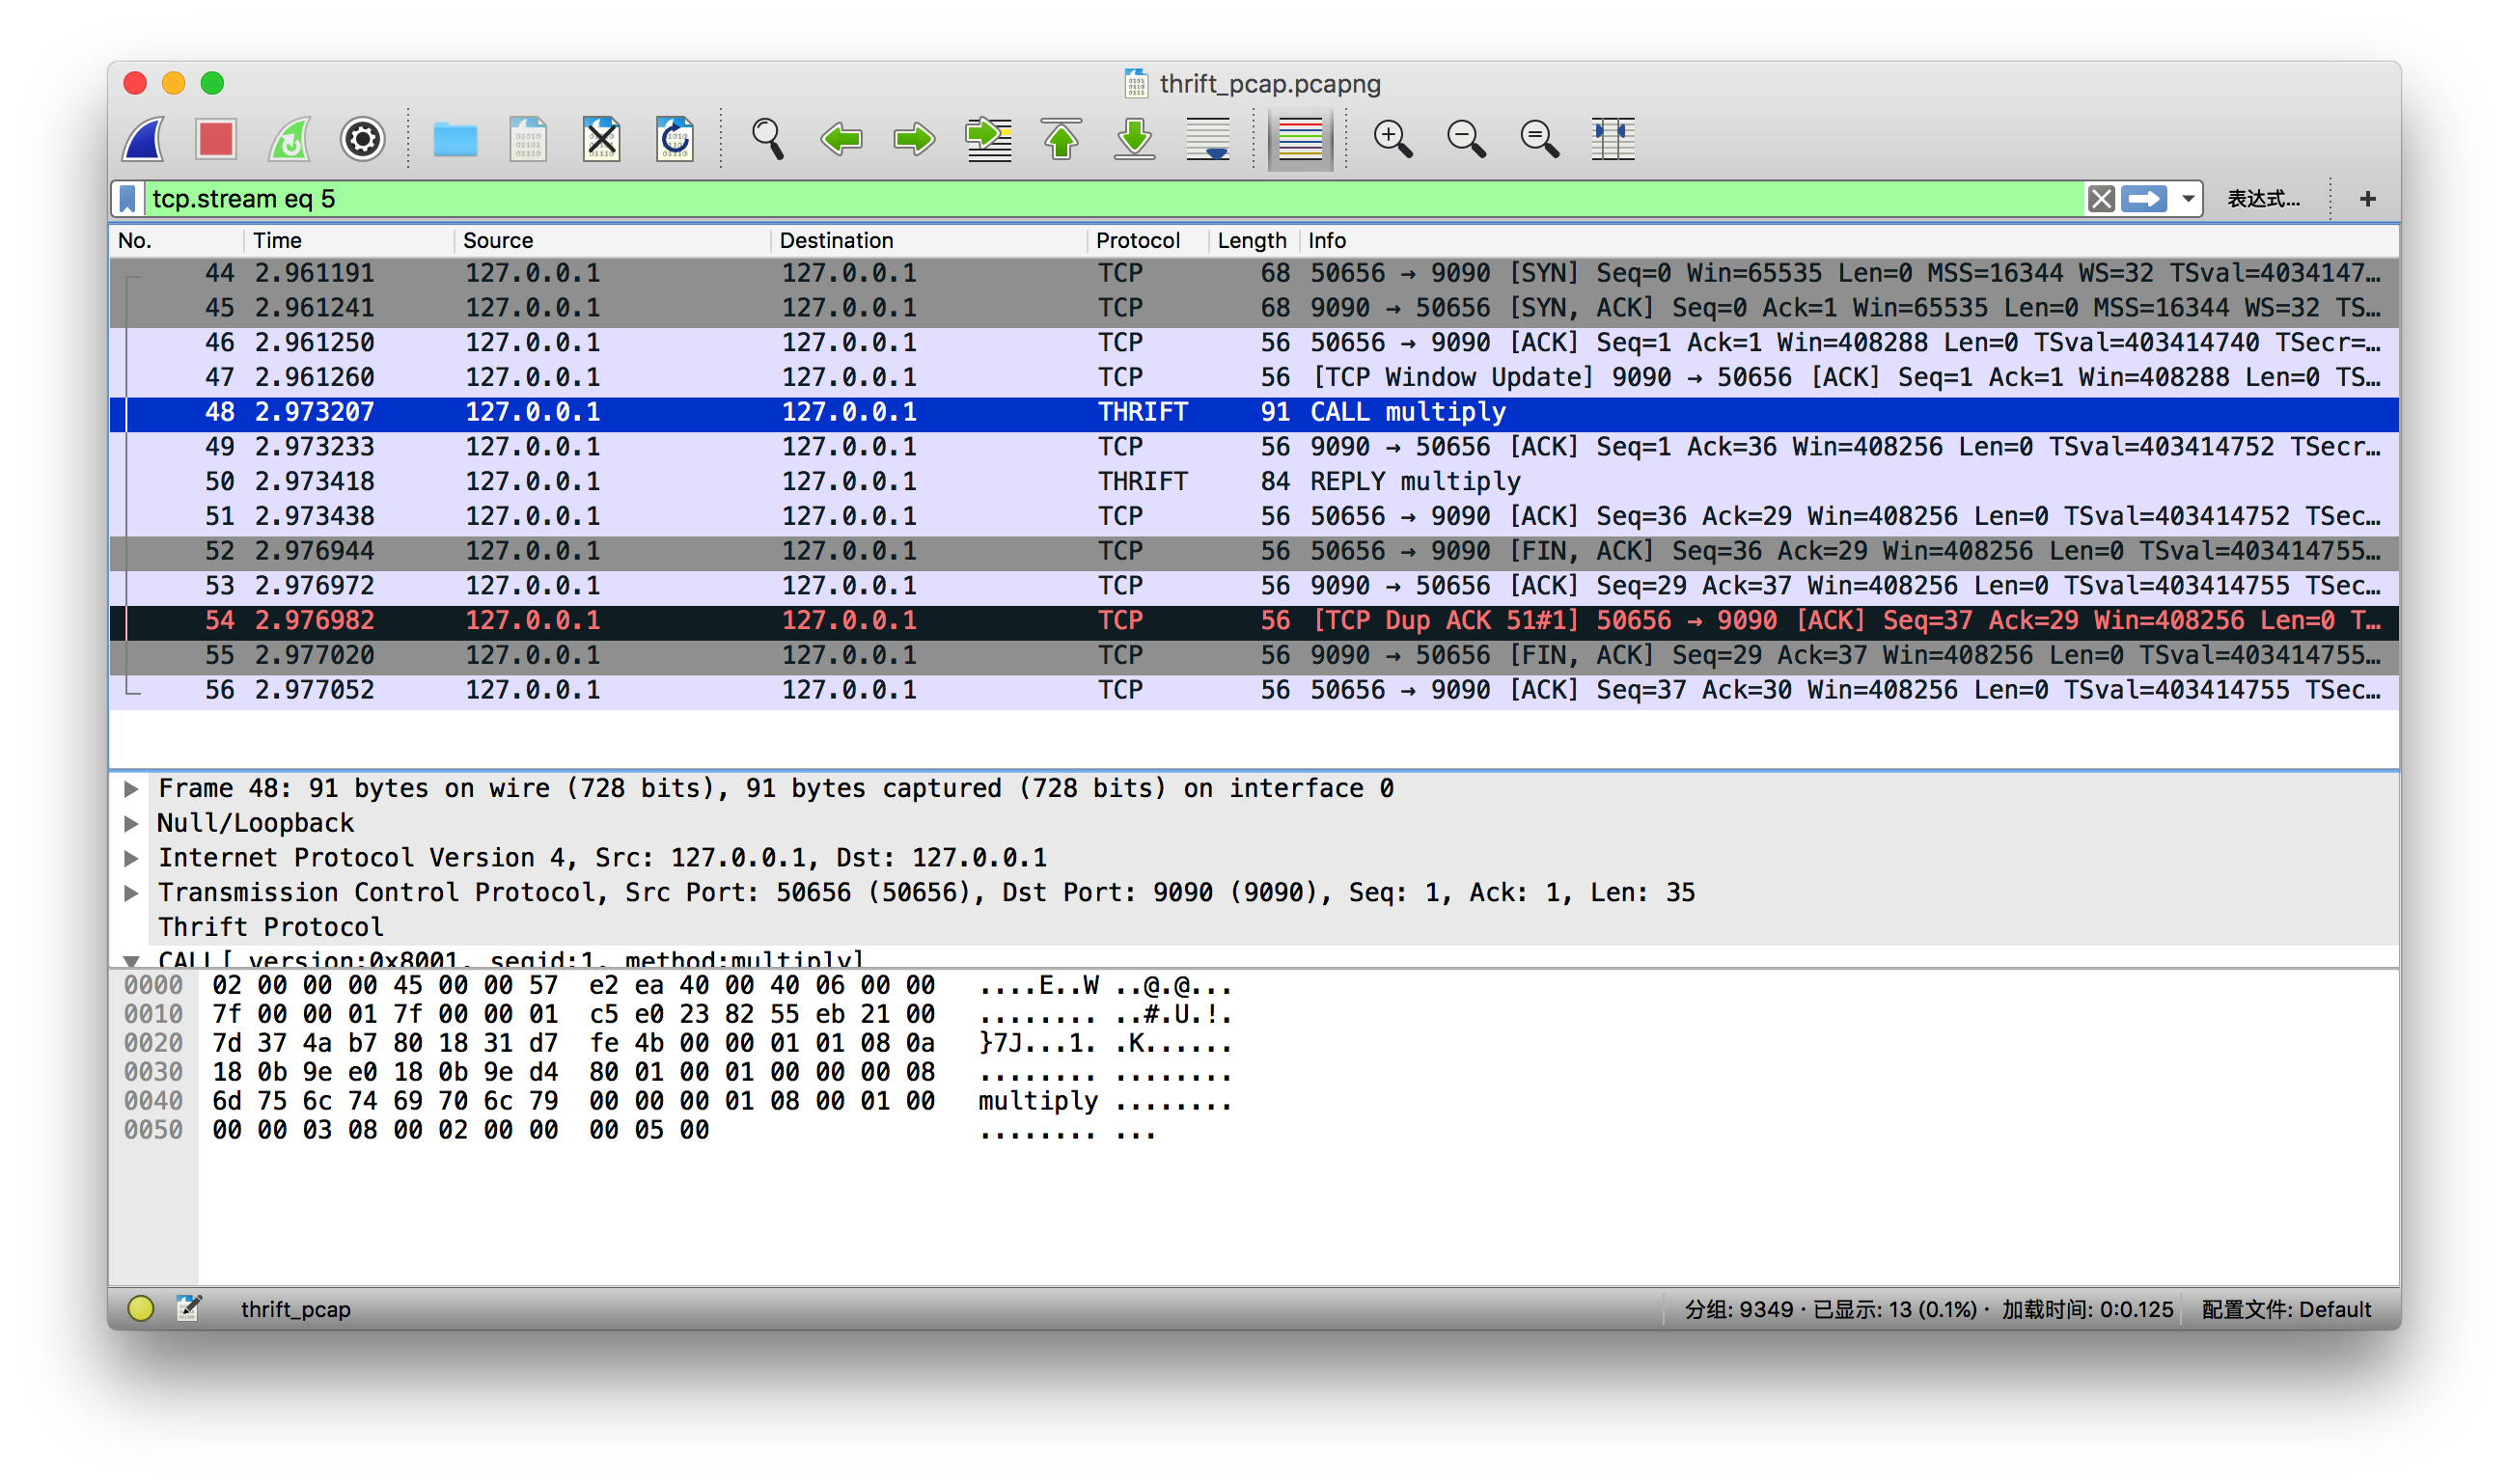 thrift_pcap.pcapng
tcp.stream eq 5 表达式… +
No. Time Source Destination Protocol Length Info
44 2.961191 127.0.0.1 127.0.0.1 TCP 68 50656 → 9090 [SYN] Seq=0 Win=65535 Len=0 MSS=16344 WS=32 TSval=4034147…
45 2.961241 127.0.0.1 127.0.0.1 TCP 68 9090 → 50656 [SYN, ACK] Seq=0 Ack=1 Win=65535 Len=0 MSS=16344 WS=32 TS…
46 2.961250 127.0.0.1 127.0.0.1 TCP 56 50656 → 9090 [ACK] Seq=1 Ack=1 Win=408288 Len=0 TSval=403414740 TSecr=…
47 2.961260 127.0.0.1 127.0.0.1 TCP 56 [TCP Window Update] 9090 → 50656 [ACK] Seq=1 Ack=1 Win=408288 Len=0 TS…
48 2.973207 127.0.0.1 127.0.0.1 THRIFT 91 CALL multiply
49 2.973233 127.0.0.1 127.0.0.1 TCP 56 9090 → 50656 [ACK] Seq=1 Ack=36 Win=408256 Len=0 TSval=403414752 TSecr…
50 2.973418 127.0.0.1 127.0.0.1 THRIFT 84 REPLY multiply
51 2.973438 127.0.0.1 127.0.0.1 TCP 56 50656 → 9090 [ACK] Seq=36 Ack=29 Win=408256 Len=0 TSval=403414752 TSec…
52 2.976944 127.0.0.1 127.0.0.1 TCP 56 50656 → 9090 [FIN, ACK] Seq=36 Ack=29 Win=408256 Len=0 TSval=403414755…
53 2.976972 127.0.0.1 127.0.0.1 TCP 56 9090 → 50656 [ACK] Seq=29 Ack=37 Win=408256 Len=0 TSval=403414755 TSec…
54 2.976982 127.0.0.1 127.0.0.1 TCP 56 [TCP Dup ACK 51#1] 50656 → 9090 [ACK] Seq=37 Ack=29 Win=408256 Len=0 T…
55 2.977020 127.0.0.1 127.0.0.1 TCP 56 9090 → 50656 [FIN, ACK] Seq=29 Ack=37 Win=408256 Len=0 TSval=403414755…
56 2.977052 127.0.0.1 127.0.0.1 TCP 56 50656 → 9090 [ACK] Seq=37 Ack=30 Win=408256 Len=0 TSval=403414755 TSec…
Frame 48: 91 bytes on wire (728 bits), 91 bytes captured (728 bits) on interface 0
Null/Loopback
Internet Protocol Version 4, Src: 127.0.0.1, Dst: 127.0.0.1
Transmission Control Protocol, Src Port: 50656 (50656), Dst Port: 9090 (9090), Seq: 1, Ack: 1, Len: 35
Thrift Protocol
CALL[ version:0x8001, seqid:1, method:multiply]
0000 02 00 00 00 45 00 00 57 e2 ea 40 00 40 06 00 00 ....E..W ..@.@...
0010 7f 00 00 01 7f 00 00 01 c5 e0 23 82 55 eb 21 00 ........ ..#.U.!.
0020 7d 37 4a b7 80 18 31 d7 fe 4b 00 00 01 01 08 0a }7J...1. .K......
0030 18 0b 9e e0 18 0b 9e d4 80 01 00 01 00 00 00 08 ........ ........
0040 6d 75 6c 74 69 70 6c 79 00 00 00 01 08 00 01 00 multiply ........
0050 00 00 03 08 00 02 00 00 00 05 00 ........ ...
thrift_pcap 分组: 9349 · 已显示: 13 (0.1%) · 加载时间: 0:0.125 配置文件: Default